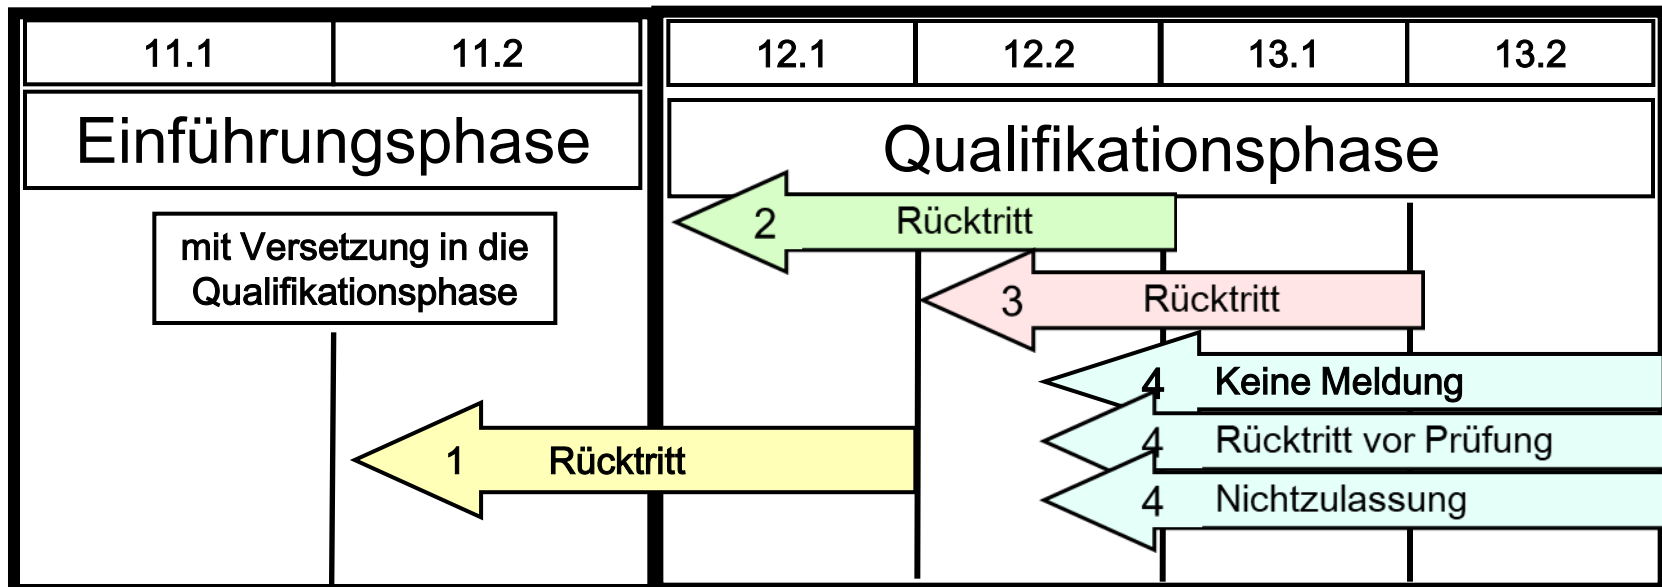 11.1 11.2 12.1 12.2 13.1 13.2
Einführungsphase Qualifikationsphase
mit Versetzung in die
Qualifikationsphase
2 Rücktritt
3 Rücktritt
4 Keine Meldung
4 Rücktritt vor Prüfung
1 Rücktritt
4 Nichtzulassung